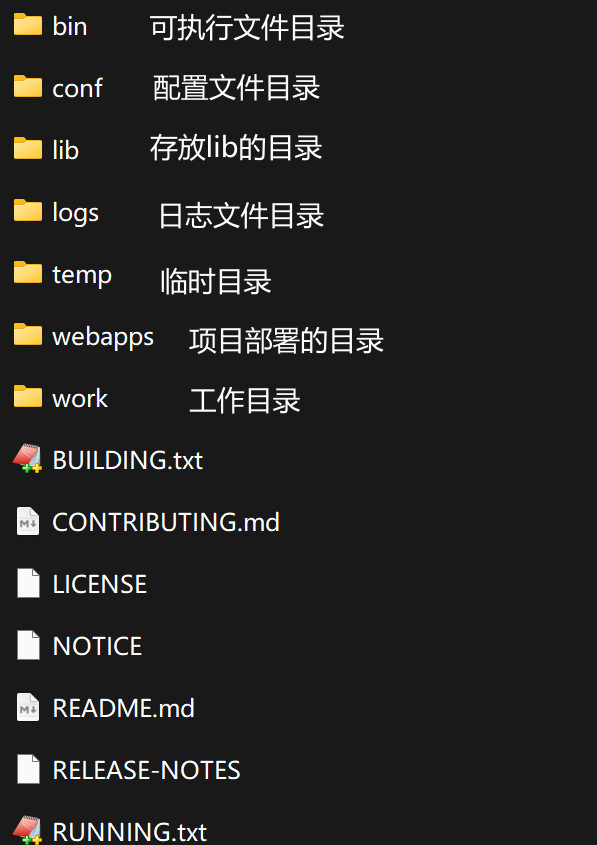 bin 可执行文件目录
conf 配置文件目录
lib 存放lib的目录
logs 日志文件目录
temp 临时目录
webapps 项目部署的目录
work 工作目录
BUILDING.txt
CONTRIBUTING.md
LICENSE
NOTICE
README.md
RELEASE-NOTES
RUNNING.txt